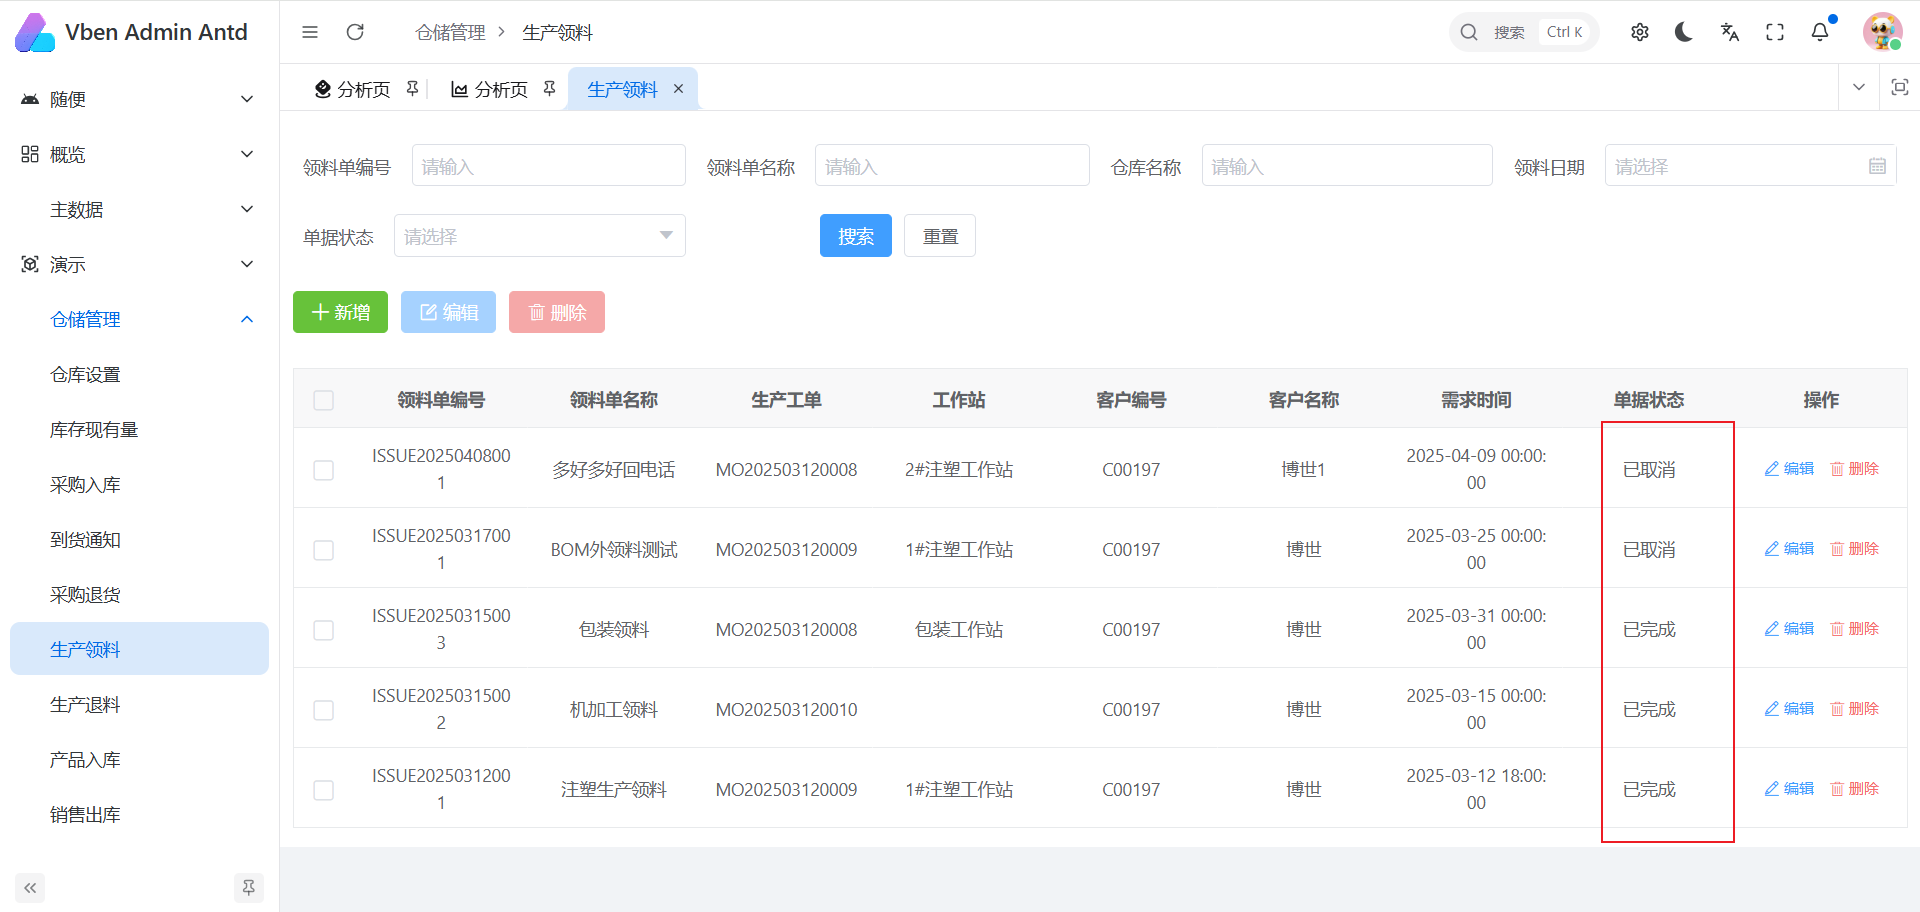 Vben Admin Antd
仓储管理
生产领料
搜索
Ctrl K
分析页
分析页
生产领料
随便
概览
主数据
演示
仓储管理
仓库设置
库存现有量
采购入库
到货通知
采购退货
生产领料
生产退料
产品入库
销售出库
领料单编号
请输入
领料单名称
请输入
仓库名称
请输入
领料日期
请选择
单据状态
请选择
搜索
重置
新增
编辑
删除
领料单编号 领料单名称 生产工单 工作站 客户编号 客户名称 需求时间 单据状态 操作
ISSUE2025040800
1
多好多好回电话
MO202503120008
2#注塑工作站
C00197
博世1
2025-04-09 00:00:
00
已取消
编辑
删除
ISSUE2025031700
1
BOM外领料测试
MO202503120009
1#注塑工作站
C00197
博世
2025-03-25 00:00:
00
已取消
编辑
删除
ISSUE2025031500
3
包装领料
MO202503120008
包装工作站
C00197
博世
2025-03-31 00:00:
00
已完成
编辑
删除
ISSUE2025031500
2
机加工领料
MO202503120010
C00197
博世
2025-03-15 00:00:
00
已完成
编辑
删除
ISSUE2025031200
1
注塑生产领料
MO202503120009
1#注塑工作站
C00197
博世
2025-03-12 18:00:
00
已完成
编辑
删除